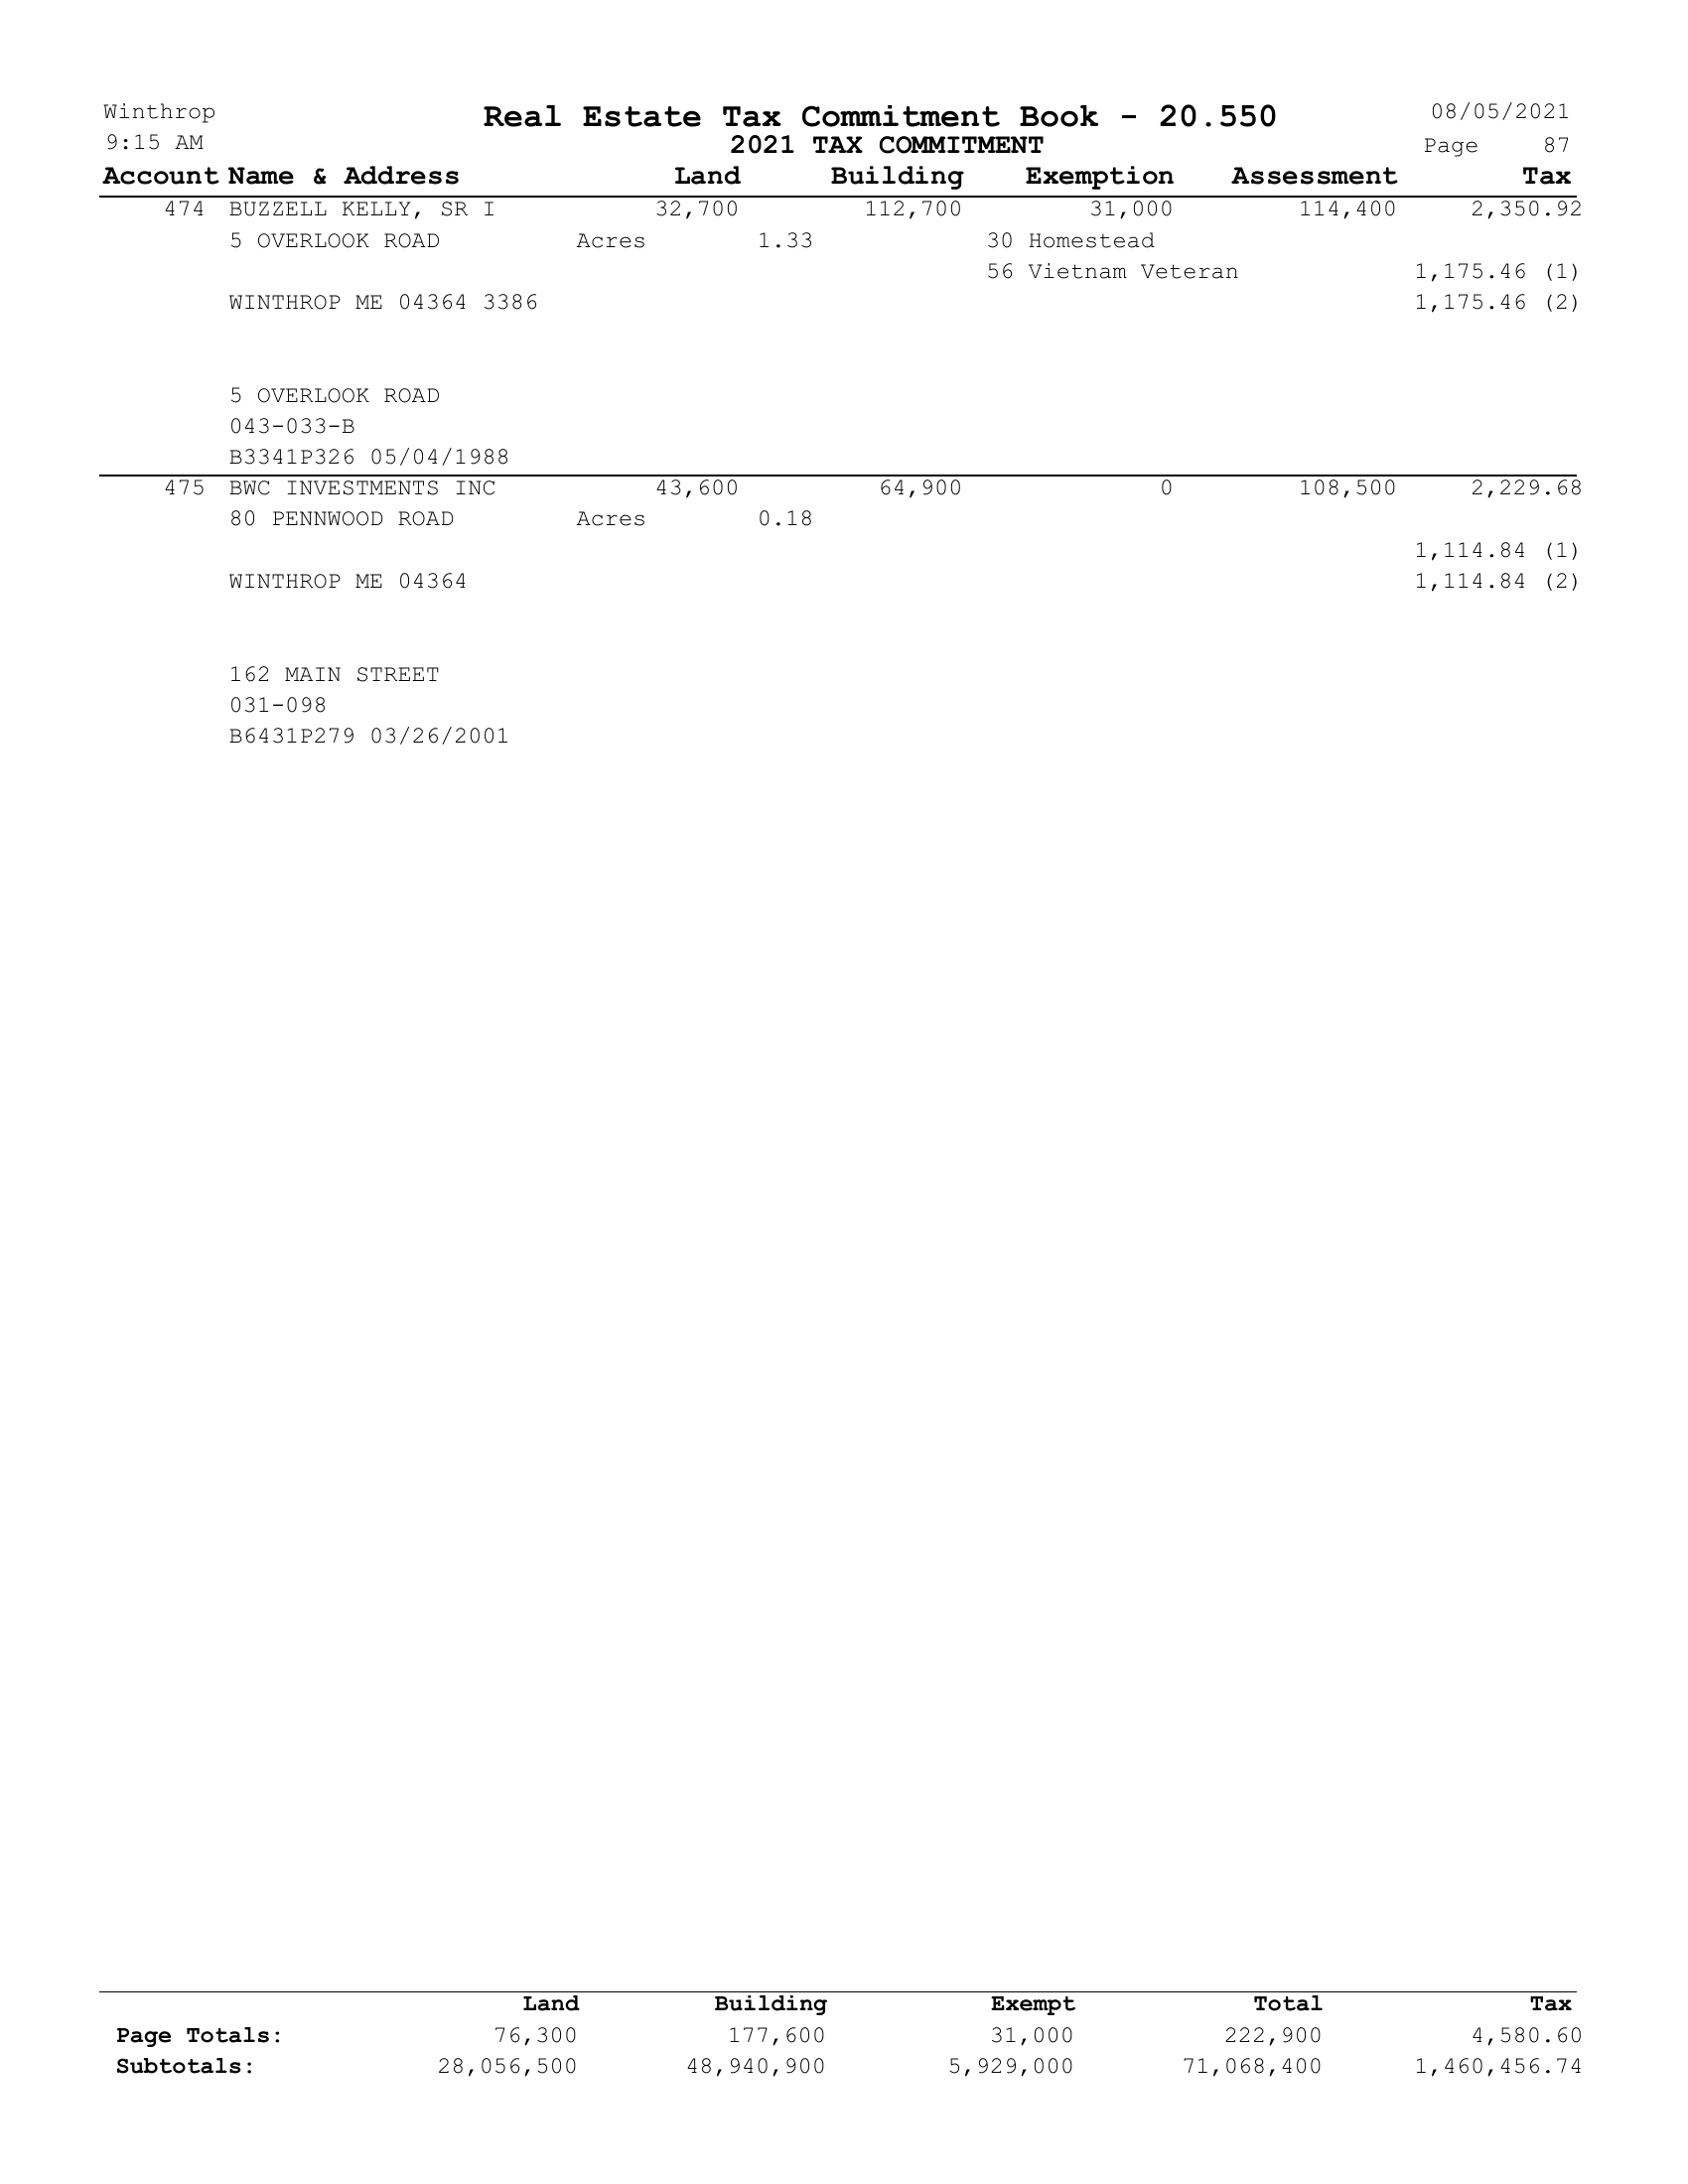 Winthrop Real Estate Tax Commitment Book - 20.550 08/05/2021
9:15 AM 2021 TAX COMMITMENT Page 87
Account Name & Address Land Building Exemption Assessment Tax
474 BUZZELL KELLY, SR I 32,700 112,700 31,000 114,400 2,350.92
5 OVERLOOK ROAD Acres 1.33 30 Homestead
56 Vietnam Veteran 1,175.46 (1)
WINTHROP ME 04364 3386 1,175.46 (2)
5 OVERLOOK ROAD
043-033-B
B3341P326 05/04/1988
475 BWC INVESTMENTS INC 43,600 64,900 0 108,500 2,229.68
80 PENNWOOD ROAD Acres 0.18
1,114.84 (1)
WINTHROP ME 04364 1,114.84 (2)
162 MAIN STREET
031-098
B6431P279 03/26/2001
Land Building Exempt Total Tax
Page Totals: 76,300 177,600 31,000 222,900 4,580.60
Subtotals: 28,056,500 48,940,900 5,929,000 71,068,400 1,460,456.74